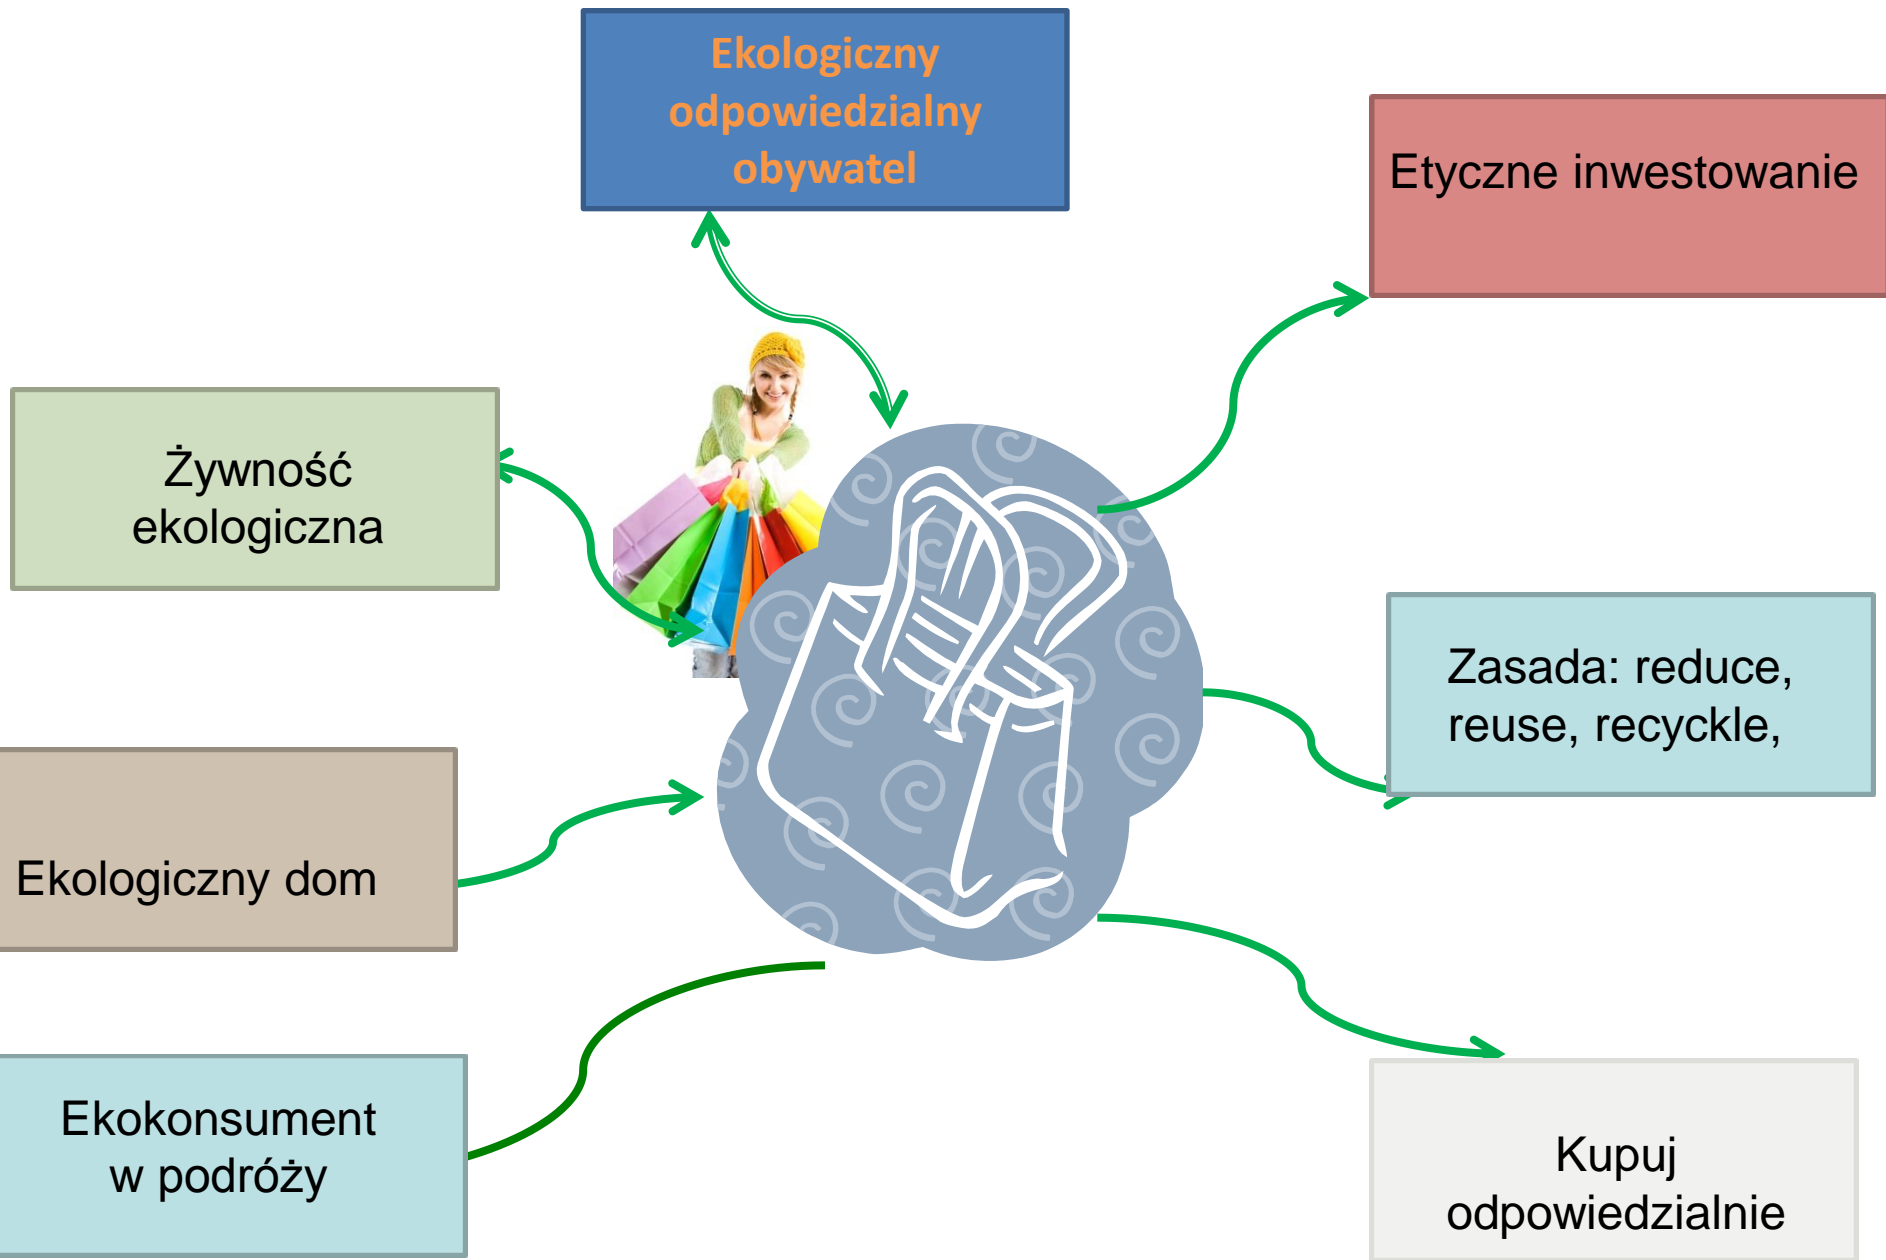 Ekologiczny
odpowiedzialny
obywatel
Etyczne inwestowanie
Żywność
ekologiczna
Zasada: reduce,
reuse, recyckle,
Ekologiczny dom
Ekokonsument
w podróży
Kupuj
odpowiedzialnie